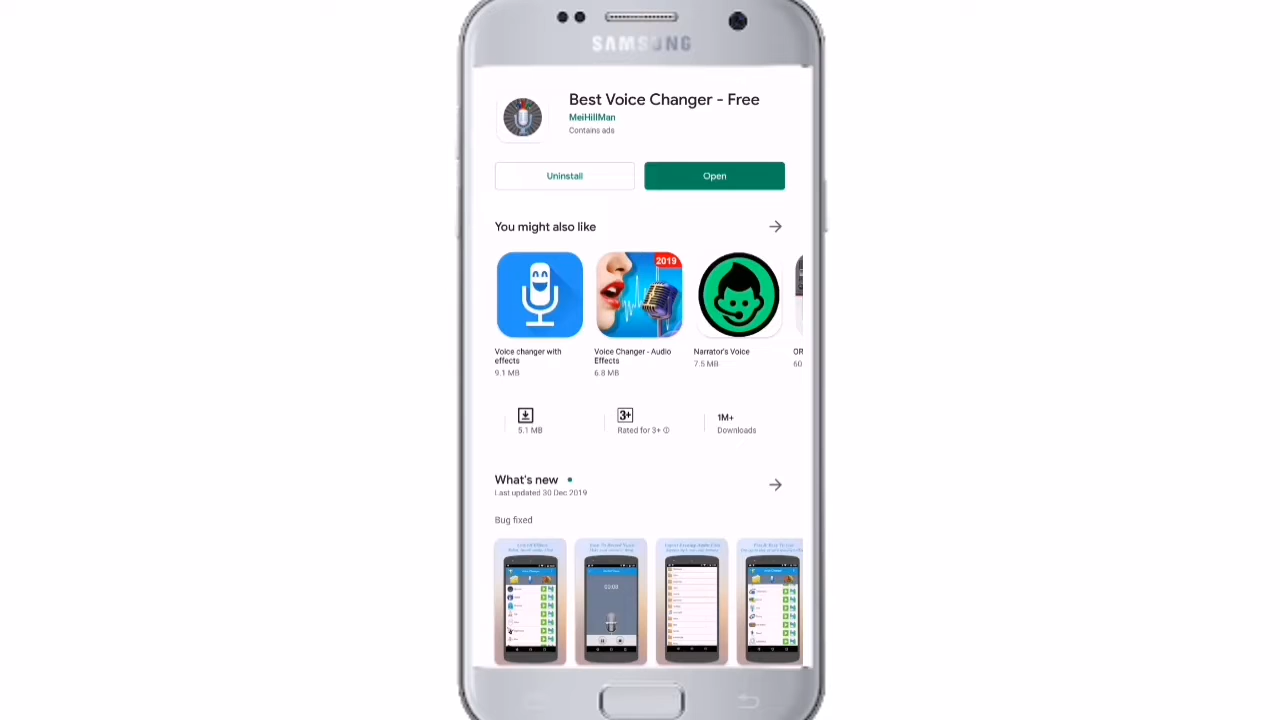 SAMSUNG
Best Voice Changer - Free
MeiHillMan
Contains ads
Uninstall
Open
You might also like
2019
Voice changer with
effects
9.1 MB
Voice Changer - Audio
Effects
6.8 MB
Narrator's Voice
7.5 MB
OR
60
5.1 MB
3+
Rated for 3+
1M+
Downloads
What's new
Last updated 30 Dec 2019
Bug fixed